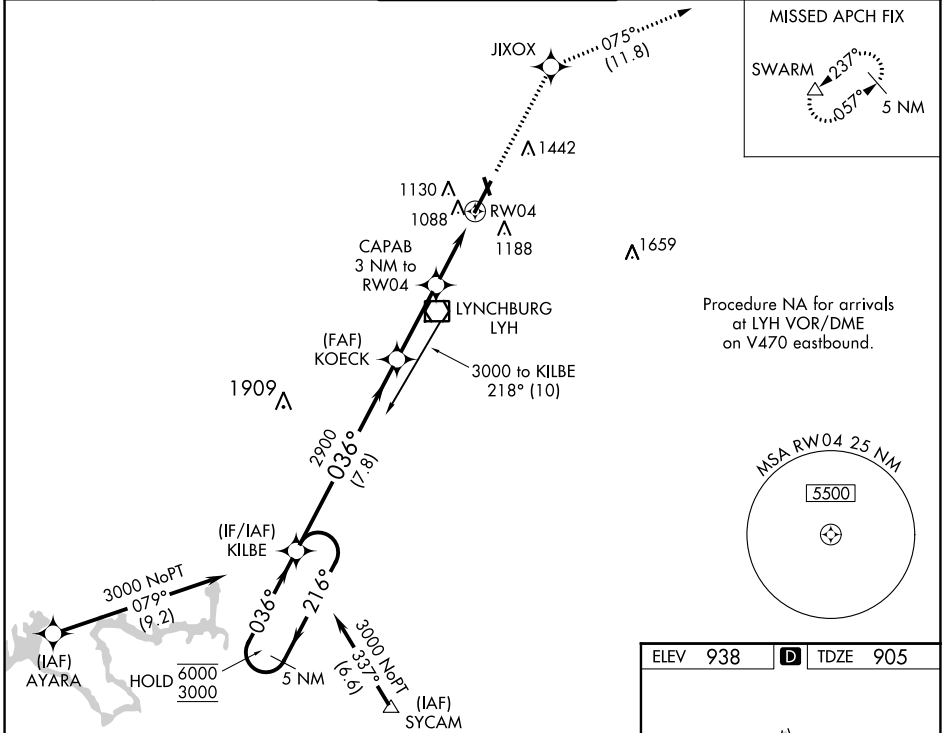 MISSED APCH FIX
SWARM
237°
057°
5 NM
JIXOX
075°
(11.8)
1442
1130
1088
RW04
1188
1659
CAPAB
3 NM to
RW04
LYNCHBURG
LYH
Procedure NA for arrivals
at LYH VOR/DME
on V470 eastbound.
(FAF)
KOECK
3000 to KILBE
218° (10)
1909
2900
036°
(7.8)
MSA RW04 25 NM
5500
(IF/IAF)
KILBE
3000 NoPT
079°
(9.2)
(IAF)
AYARA
036°
216°
HOLD 6000
3000
5 NM
3000 NoPT
337°
(6.6)
(IAF)
SYCAM
ELEV 938 D TDZE 905